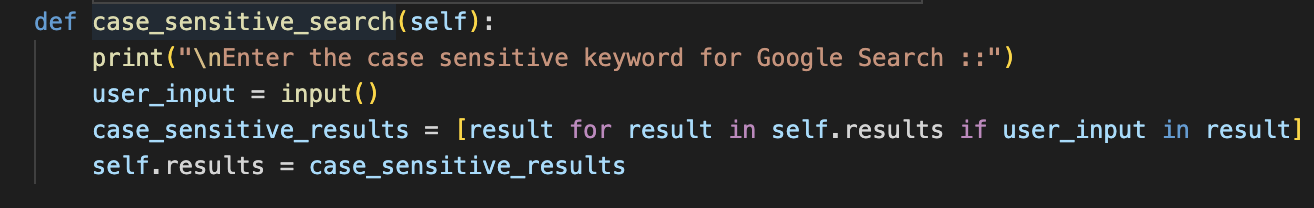 def case_sensitive_search(self):
    print("\nEnter the case sensitive keyword for Google Search ::")
    user_input = input()
    case_sensitive_results = [result for result in self.results if user_input in result]
    self.results = case_sensitive_results